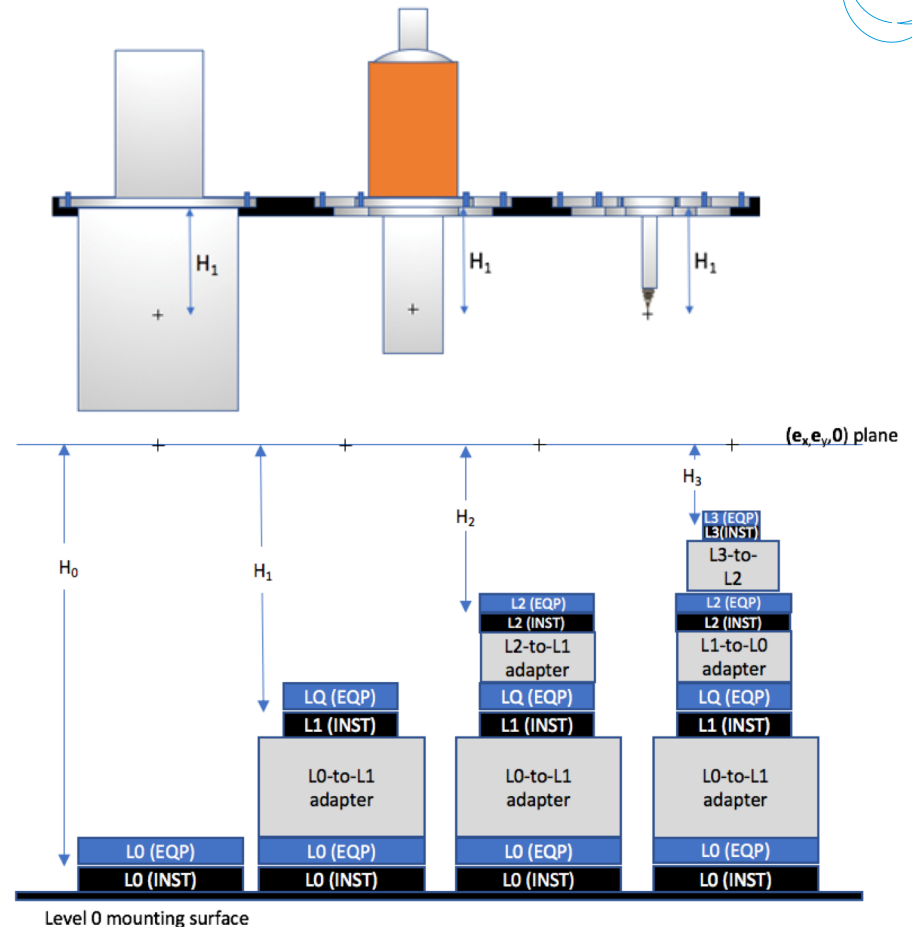 H₁
H₁
H₁
(eₓ,eᵧ,0) plane
H₀
H₁
H₂
H₃
L3 (EQP)
L3(INST)
L3-to-
L2
L2 (EQP)
L2 (INST)
L2-to-L1
adapter
L2 (EQP)
L2 (INST)
L1-to-L0
adapter
LQ (EQP)
L1 (INST)
LQ (EQP)
L1 (INST)
LQ (EQP)
L1 (INST)
L0-to-L1
adapter
L0-to-L1
adapter
L0-to-L1
adapter
L0 (EQP)
L0 (INST)
L0 (EQP)
L0 (INST)
L0 (EQP)
L0 (INST)
L0 (EQP)
L0 (INST)
Level 0 mounting surface